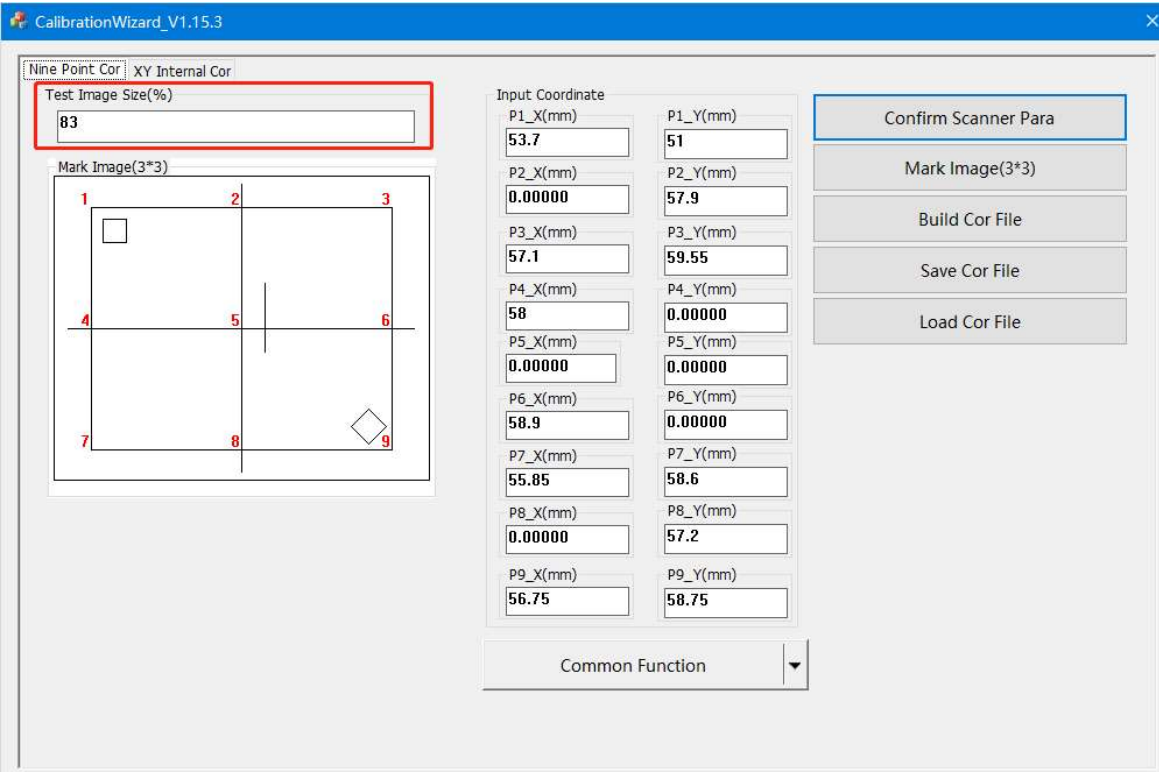 CalibrationWizard_V1.15.3
Nine Point Cor
XY Internal Cor
Test Image Size(%)
83
Mark Image(3*3)
1 2 3
4 5 6
7 8 9
Input Coordinate
P1_X(mm) P1_Y(mm)
53.7 51
P2_X(mm) P2_Y(mm)
0.00000 57.9
P3_X(mm) P3_Y(mm)
57.1 59.55
P4_X(mm) P4_Y(mm)
58 0.00000
P5_X(mm) P5_Y(mm)
0.00000 0.00000
P6_X(mm) P6_Y(mm)
58.9 0.00000
P7_X(mm) P7_Y(mm)
55.85 58.6
P8_X(mm) P8_Y(mm)
0.00000 57.2
P9_X(mm) P9_Y(mm)
56.75 58.75
Common Function
Confirm Scanner Para
Mark Image(3*3)
Build Cor File
Save Cor File
Load Cor File